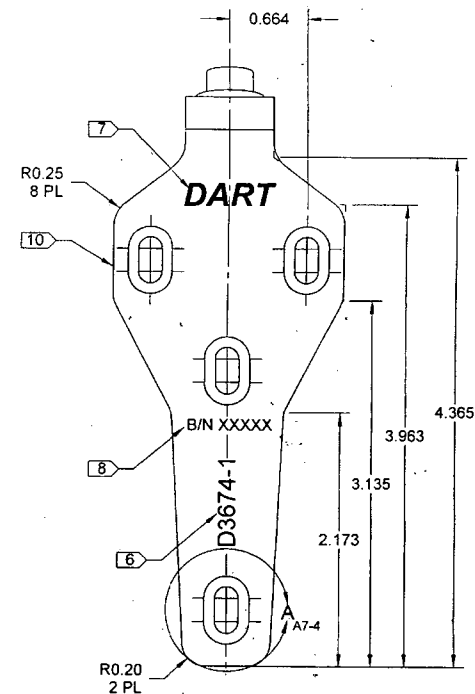 0.664
7
R0.25
8 PL
DART
10
4.365
3.963
B/N XXXXX
3.135
8
D3674-1
2.173
6
A
A7-4
R0.20
2 PL